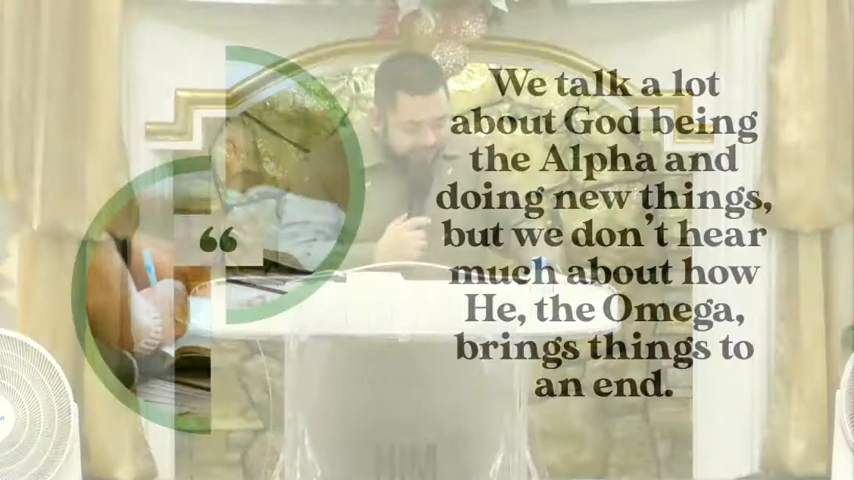 “
We talk a lot
about God being
the Alpha and
doing new things,
but we don't hear
much about how
He, the Omega,
brings things to
an end.
HIM